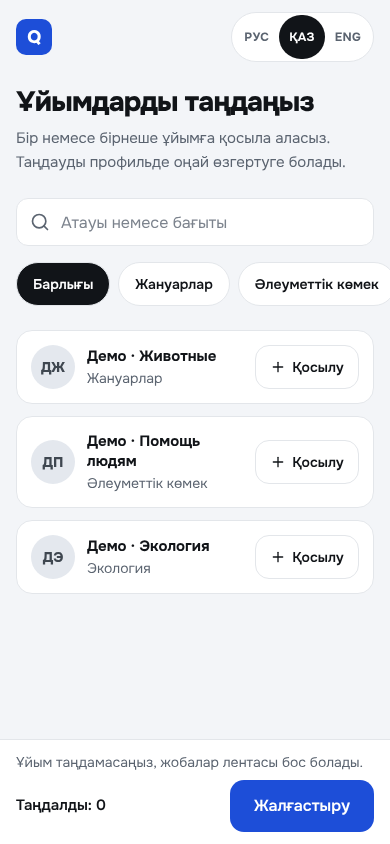 Q
РУС ҚАЗ ENG
Ұйымдарды таңдаңыз
Бір немесе бірнеше ұйымға қосыла аласыз.
Таңдауды профильде оңай өзгертуге болады.
Атауы немесе бағыты
Барлығы Жануарлар Әлеуметтік көмек
ДЖ Демо · Животные
Жануарлар
+ Қосылу
ДП Демо · Помощь
людям
Әлеуметтік көмек
+ Қосылу
ДЭ Демо · Экология
Экология
+ Қосылу
Ұйым таңдамасаңыз, жобалар лентасы бос болады.
Таңдалды: 0
Жалғастыру